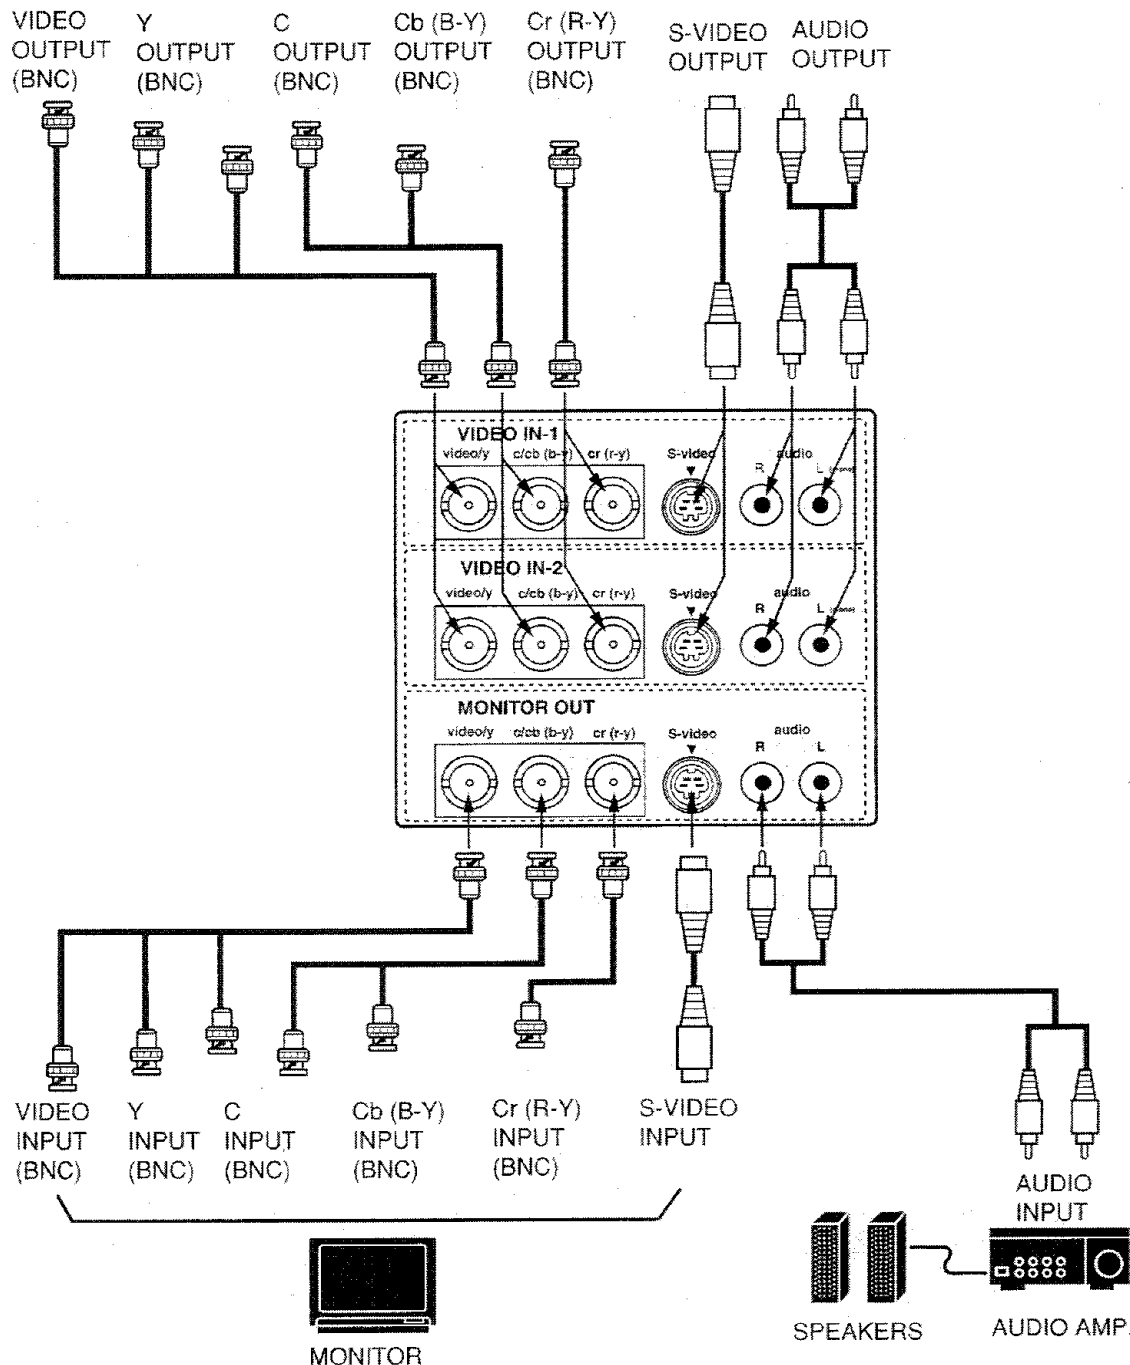 VIDEO
OUTPUT
(BNC)
Y
OUTPUT
(BNC)
C
OUTPUT
(BNC)
Cb (B-Y)
OUTPUT
(BNC)
Cr (R-Y)
OUTPUT
(BNC)
S-VIDEO
OUTPUT
AUDIO
OUTPUT
VIDEO IN-1
video/y c/cb (b-y) cr (r-y) S-video audio
R L (mono)
VIDEO IN-2
video/y c/cb (b-y) cr (r-y) S-video audio
R L (mono)
MONITOR OUT
video/y c/cb (b-y) cr (r-y) S-video audio
R L
VIDEO
INPUT
(BNC)
Y
INPUT
(BNC)
C
INPUT
(BNC)
Cb (B-Y)
INPUT
(BNC)
Cr (R-Y)
INPUT
(BNC)
S-VIDEO
INPUT
AUDIO
INPUT
MONITOR
SPEAKERS
AUDIO AMP.